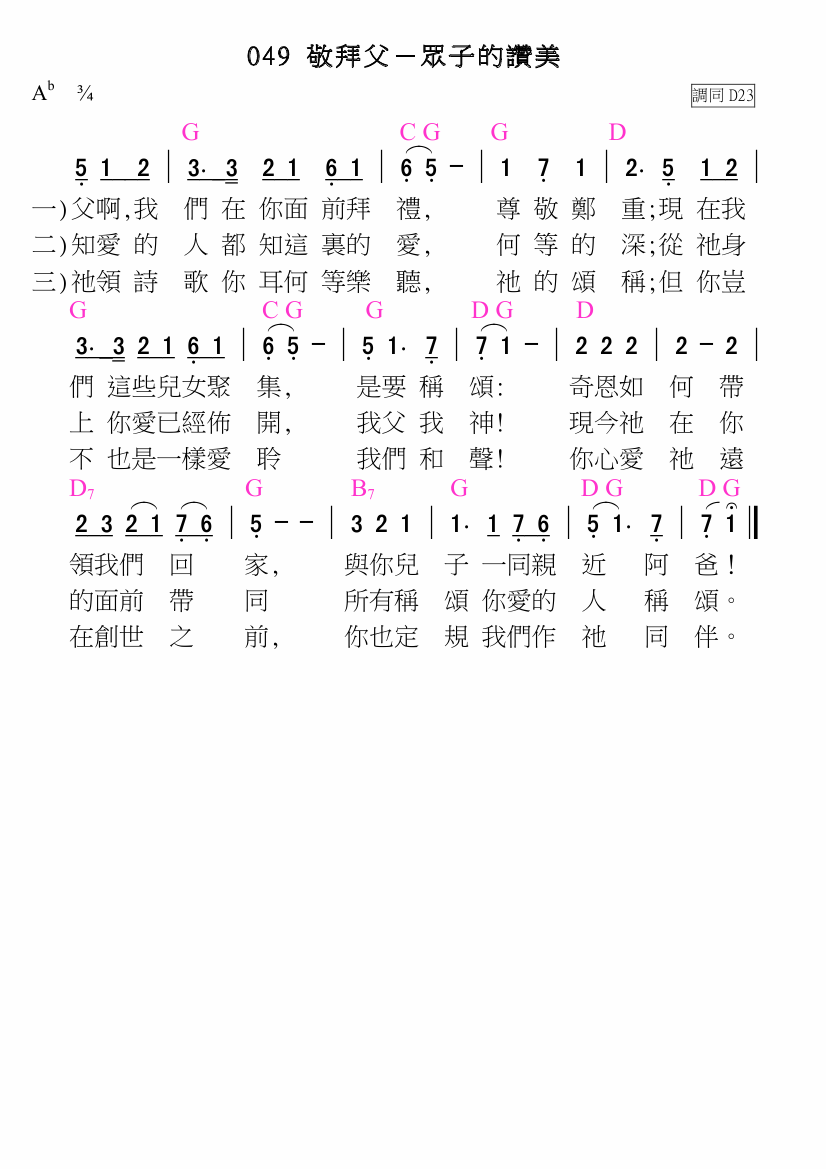 049 敬拜父－眾子的讚美
A♭ ¾ 調同 D23
G C G G D
5 1 2 | 3· 3 2 1 6 1 | 6 5 － | 1 7 1 | 2· 5 1 2 |
一)父啊,我 們 在 你面 前拜 禮, 尊 敬 鄭 重;現 在我
二)知愛 的 人 都 知這 裏的 愛, 何 等 的 深;從 祂身
三)祂領 詩 歌 你 耳何 等樂 聽, 祂 的 頌 稱;但 你豈
G C G G D G D
3· 3 2 1 6 1 | 6 5 － | 5 1· 7 | 7 1 － | 2 2 2 | 2 － 2 |
們 這些兒女聚 集, 是要 稱 頌: 奇恩如 何 帶
上 你愛已經佈 開, 我父 我 神! 現今祂 在 你
不 也是一樣愛 聆 我們 和 聲! 你心愛 祂 遠
D7 G B7 G D G D G
2 3 2 1 7 6 | 5 － － | 3 2 1 | 1· 1 7 6 | 5 1· 7 | 7 1 ‖
領我們 回 家, 與你兒 子 一同親 近 阿 爸!
的面前 帶 同 所有稱 頌 你愛的 人 稱 頌。
在創世 之 前, 你也定 規 我們作 祂 同 伴。